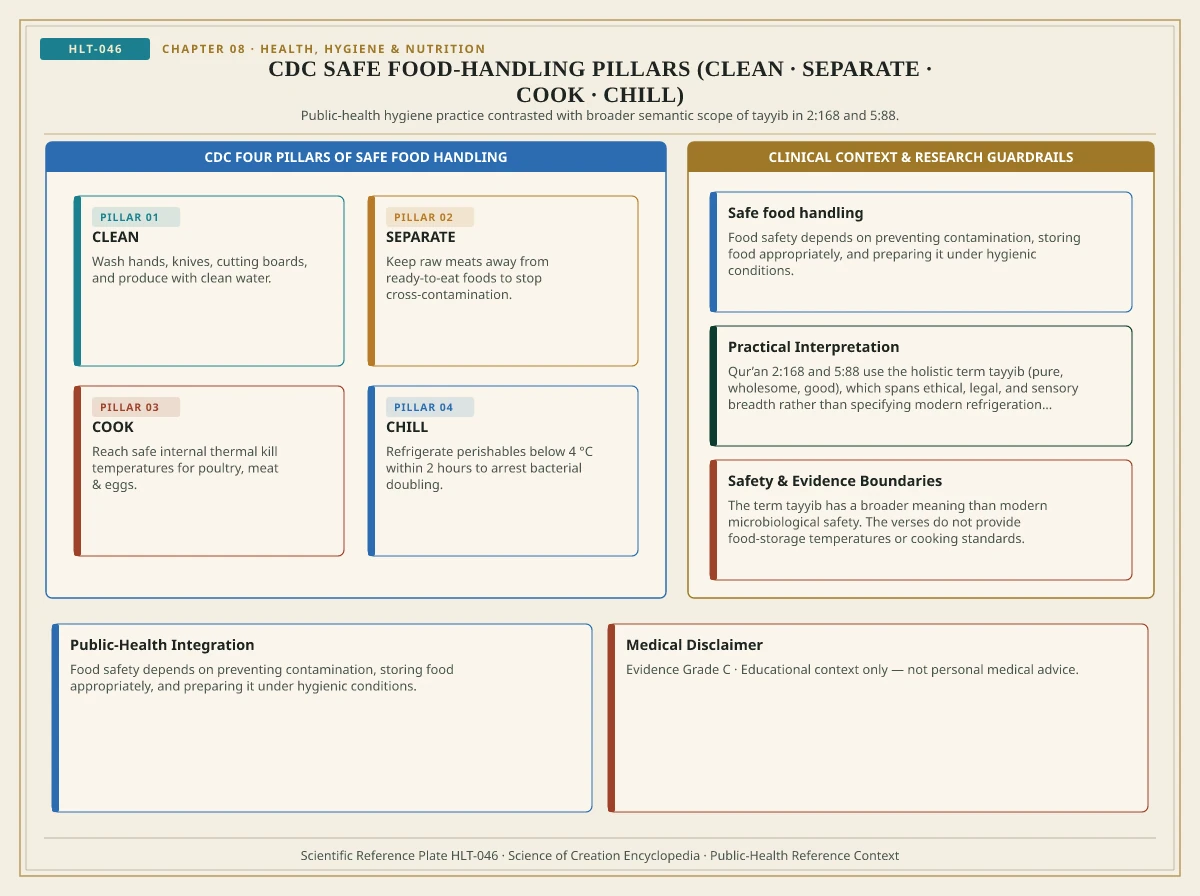 HLT-046
CHAPTER 08 · HEALTH, HYGIENE & NUTRITION
CDC SAFE FOOD-HANDLING PILLARS (CLEAN · SEPARATE ·
COOK · CHILL)
Public-health hygiene practice contrasted with broader semantic scope of tayyib in 2:168 and 5:88.
CDC FOUR PILLARS OF SAFE FOOD HANDLING
PILLAR 01
CLEAN
Wash hands, knives, cutting boards,
and produce with clean water.
PILLAR 02
SEPARATE
Keep raw meats away from
ready-to-eat foods to stop
cross-contamination.
PILLAR 03
COOK
Reach safe internal thermal kill
temperatures for poultry, meat
& eggs.
PILLAR 04
CHILL
Refrigerate perishables below 4 °C
within 2 hours to arrest bacterial
doubling.
CLINICAL CONTEXT & RESEARCH GUARDRAILS
Safe food handling
Food safety depends on preventing contamination, storing
food appropriately, and preparing it under hygienic
conditions.
Practical Interpretation
Qur’an 2:168 and 5:88 use the holistic term tayyib (pure,
wholesome, good), which spans ethical, legal, and sensory
breadth rather than specifying modern refrigeration…
Safety & Evidence Boundaries
The term tayyib has a broader meaning than modern
microbiological safety. The verses do not provide
food-storage temperatures or cooking standards.
Public-Health Integration
Food safety depends on preventing contamination, storing food
appropriately, and preparing it under hygienic conditions.
Medical Disclaimer
Evidence Grade C · Educational context only — not personal medical advice.
Scientific Reference Plate HLT-046 · Science of Creation Encyclopedia · Public-Health Reference Context